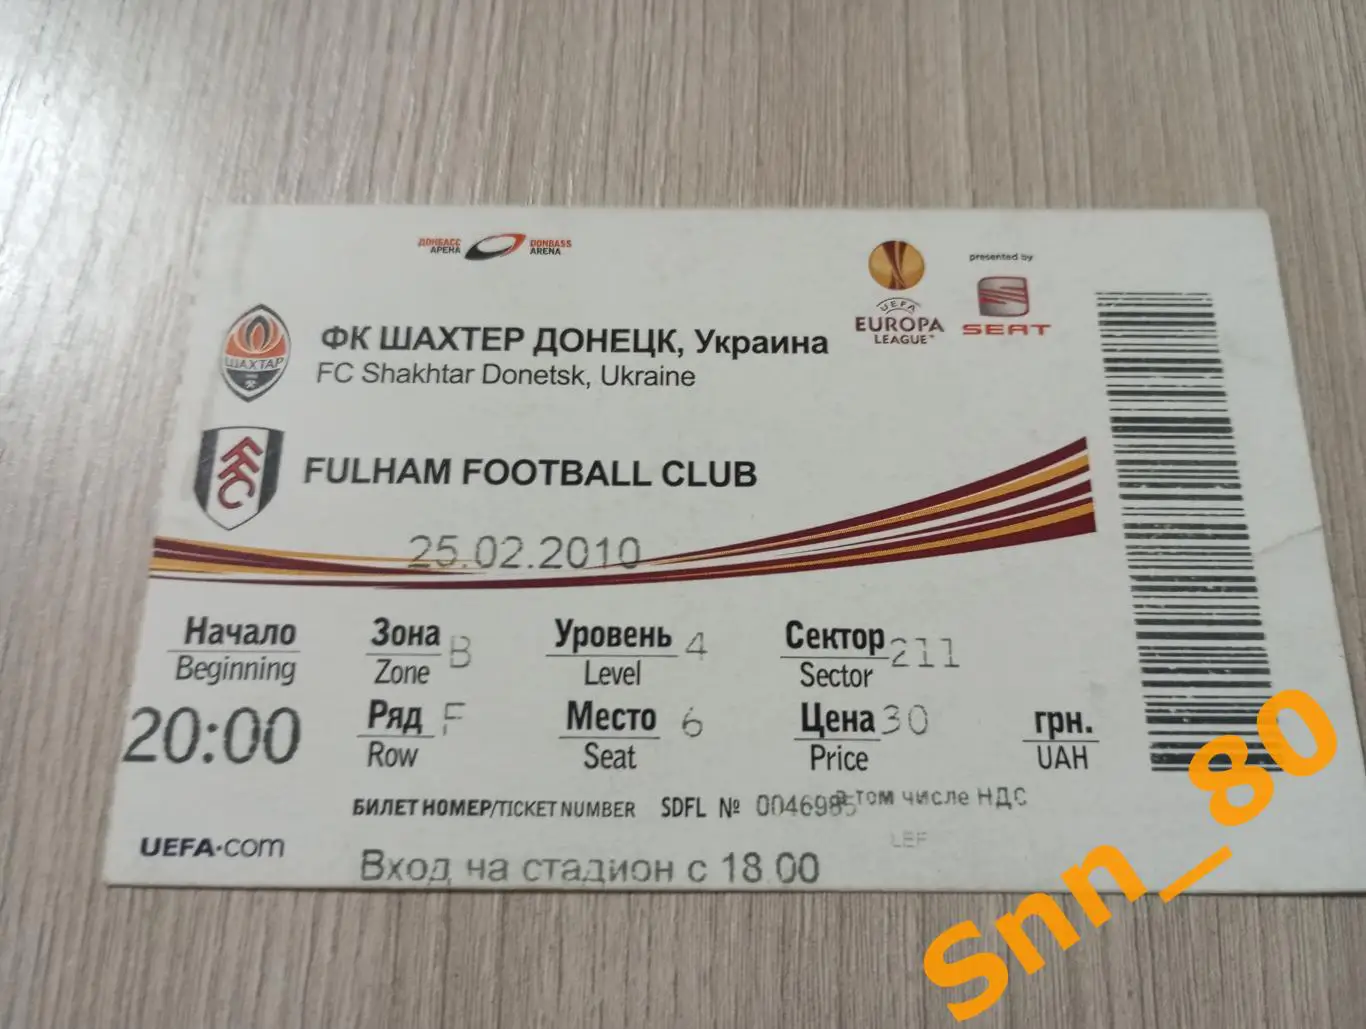 ДОНБАСС АРЕНА DONBASS ARENA
presented by
UEFA EUROPA LEAGUE™
SEAT
ШАХТАР
ФК ШАХТЕР ДОНЕЦК, Украина
FC Shakhtar Donetsk, Ukraine
FFC
FULHAM FOOTBALL CLUB
25.02.2010
Начало Зона B Уровень 4 Сектор 211
Beginning Zone Level Sector
20:00 Ряд F Место 6 Цена 30 грн.
Row Seat Price UAH
БИЛЕТ НОМЕР/TICKET NUMBER SDFL № 0046985 в том числе НДС
LEF
UEFA.com
Вход на стадион с 18.00
Snn_80